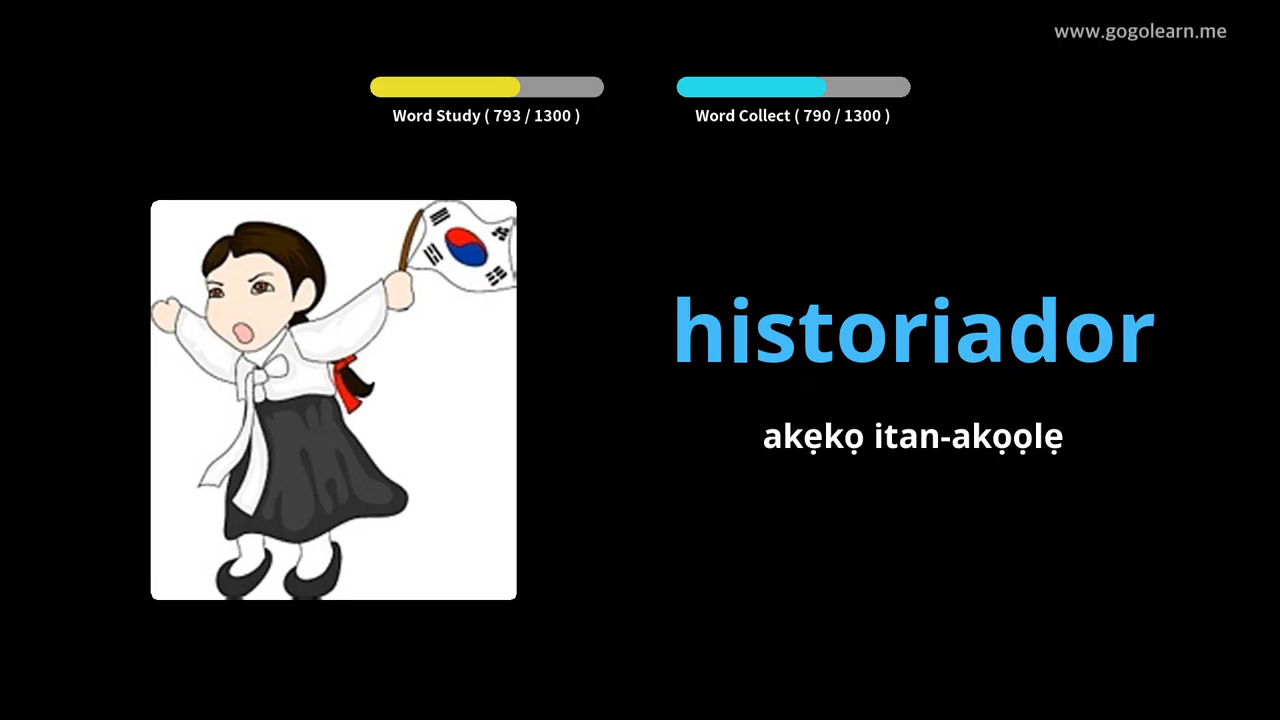 www.gogolearn.me
Word Study ( 793 / 1300 )
Word Collect ( 790 / 1300 )
historiador
akẹkọ itan-akọọlẹ